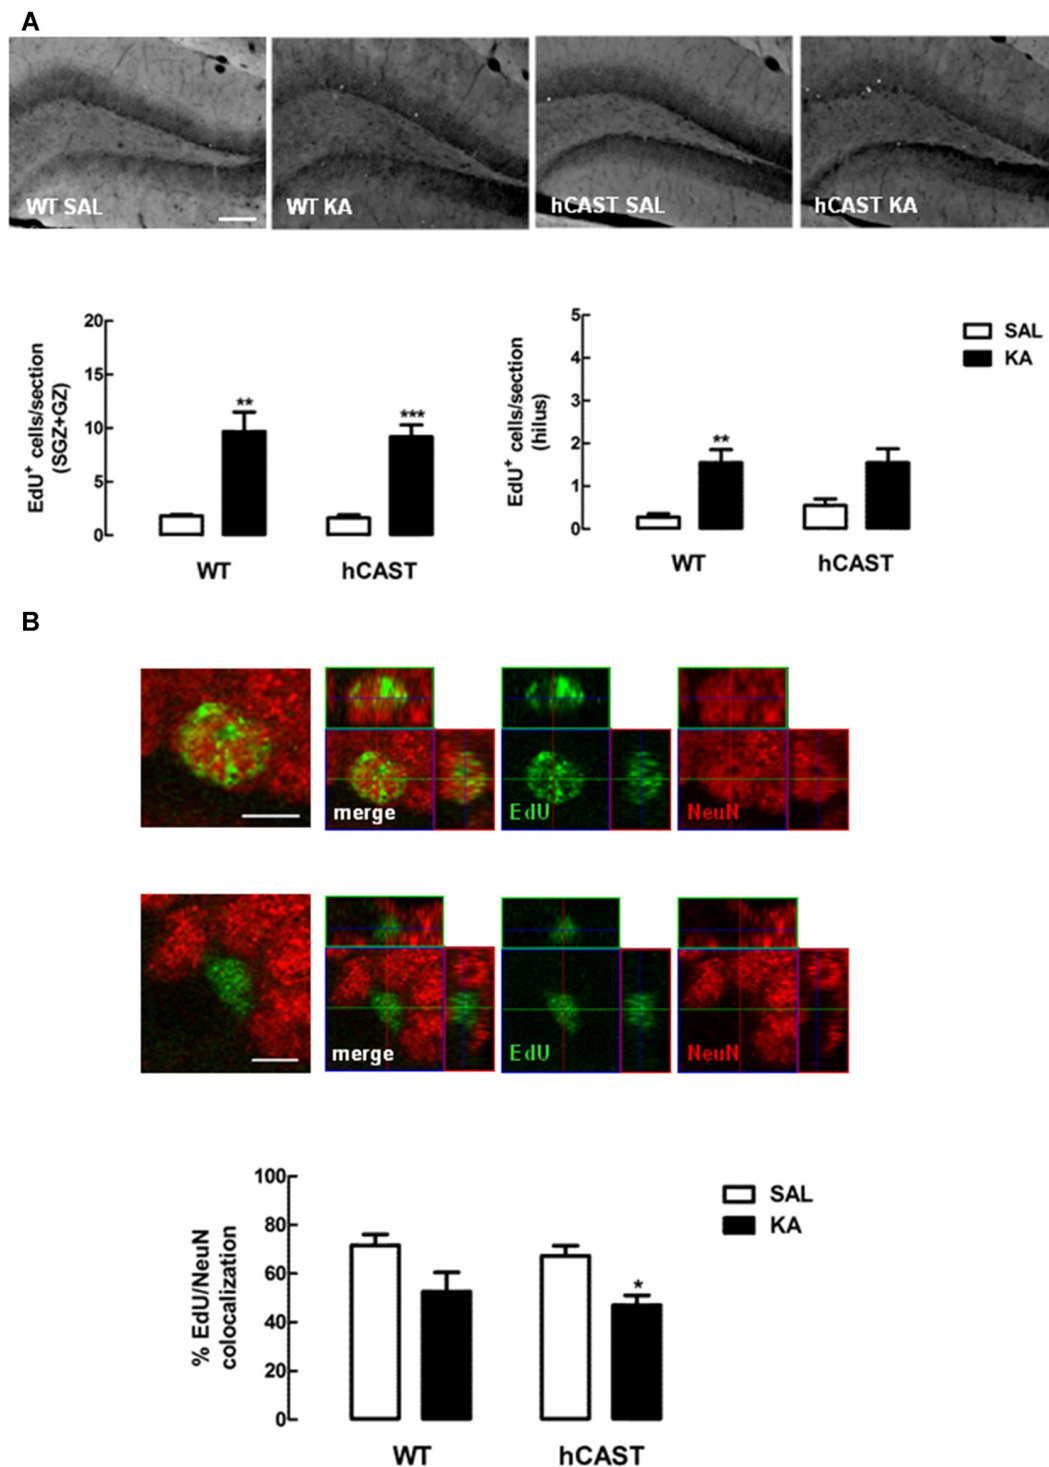 A
WT SAL
WT KA
hCAST SAL
hCAST KA
EdU⁺ cells/section
(SGZ+GZ)
20
15
10
5
0
**
***
WT
hCAST
EdU⁺ cells/section
(hilus)
5
4
3
2
1
0
**
WT
hCAST
SAL
KA
B
merge
EdU
NeuN
merge
EdU
NeuN
% EdU/NeuN
colocalization
100
80
60
40
20
0
*
WT
hCAST
SAL
KA